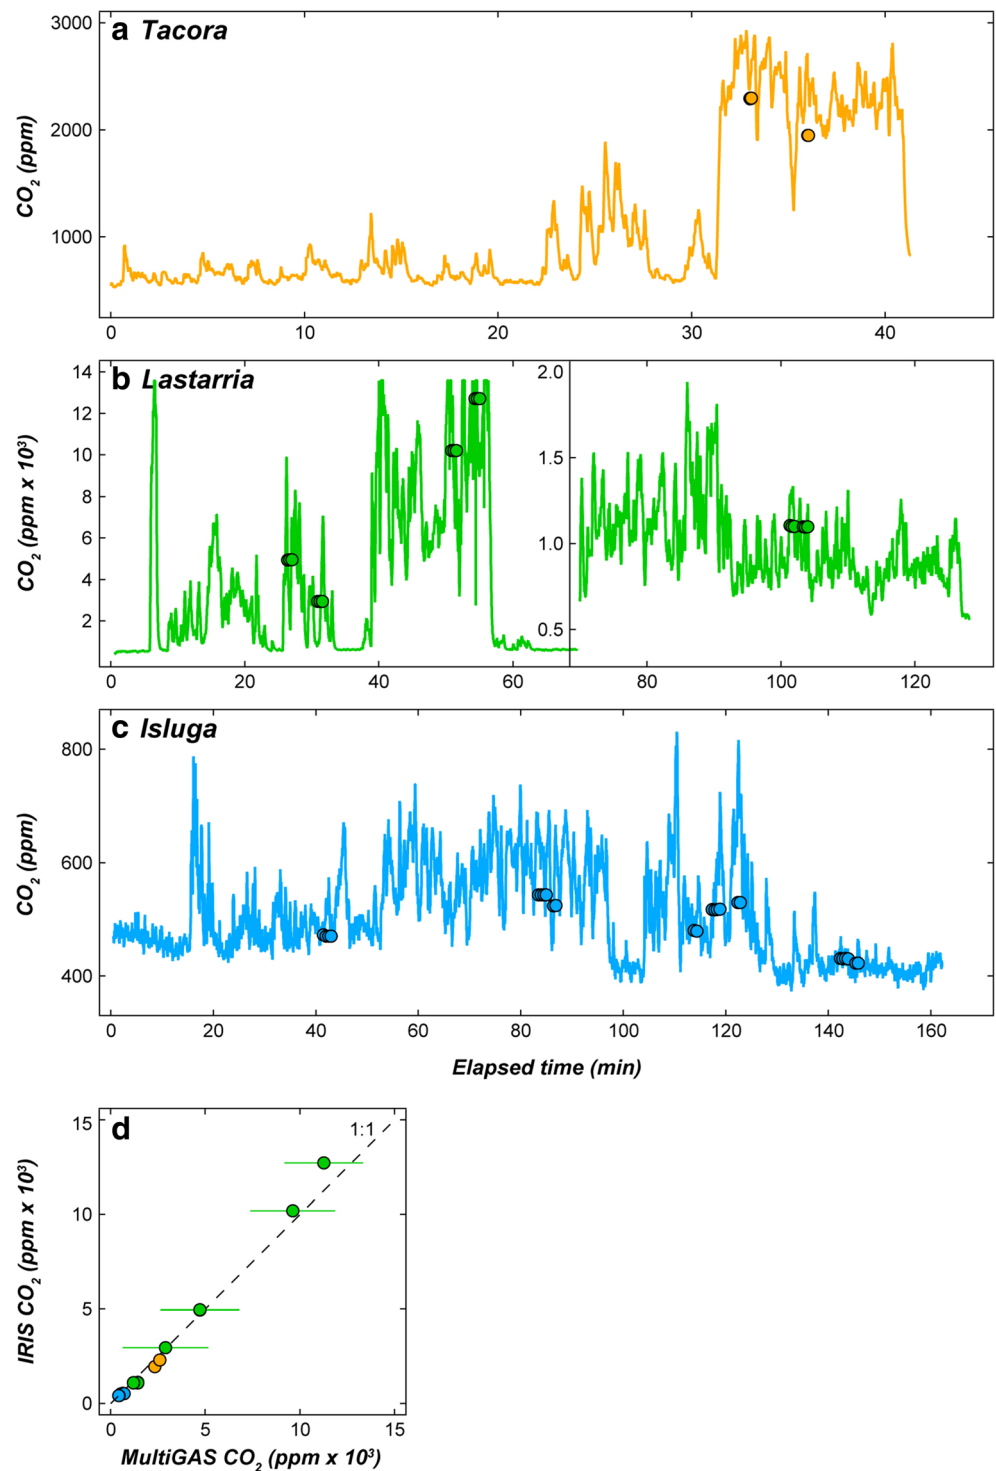 a Tacora
3000
2000
1000
CO₂ (ppm)
0 10 20 30 40
b Lastarria
14
12
10
8
6
4
2
CO₂ (ppm x 10³)
2.0
1.5
1.0
0.5
0 20 40 60 80 100 120
c Isluga
800
600
400
CO₂ (ppm)
0 20 40 60 80 100 120 140 160
Elapsed time (min)
d
1:1
15
10
5
0
IRIS CO₂ (ppm x 10³)
0 5 10 15
MultiGAS CO₂ (ppm x 10³)